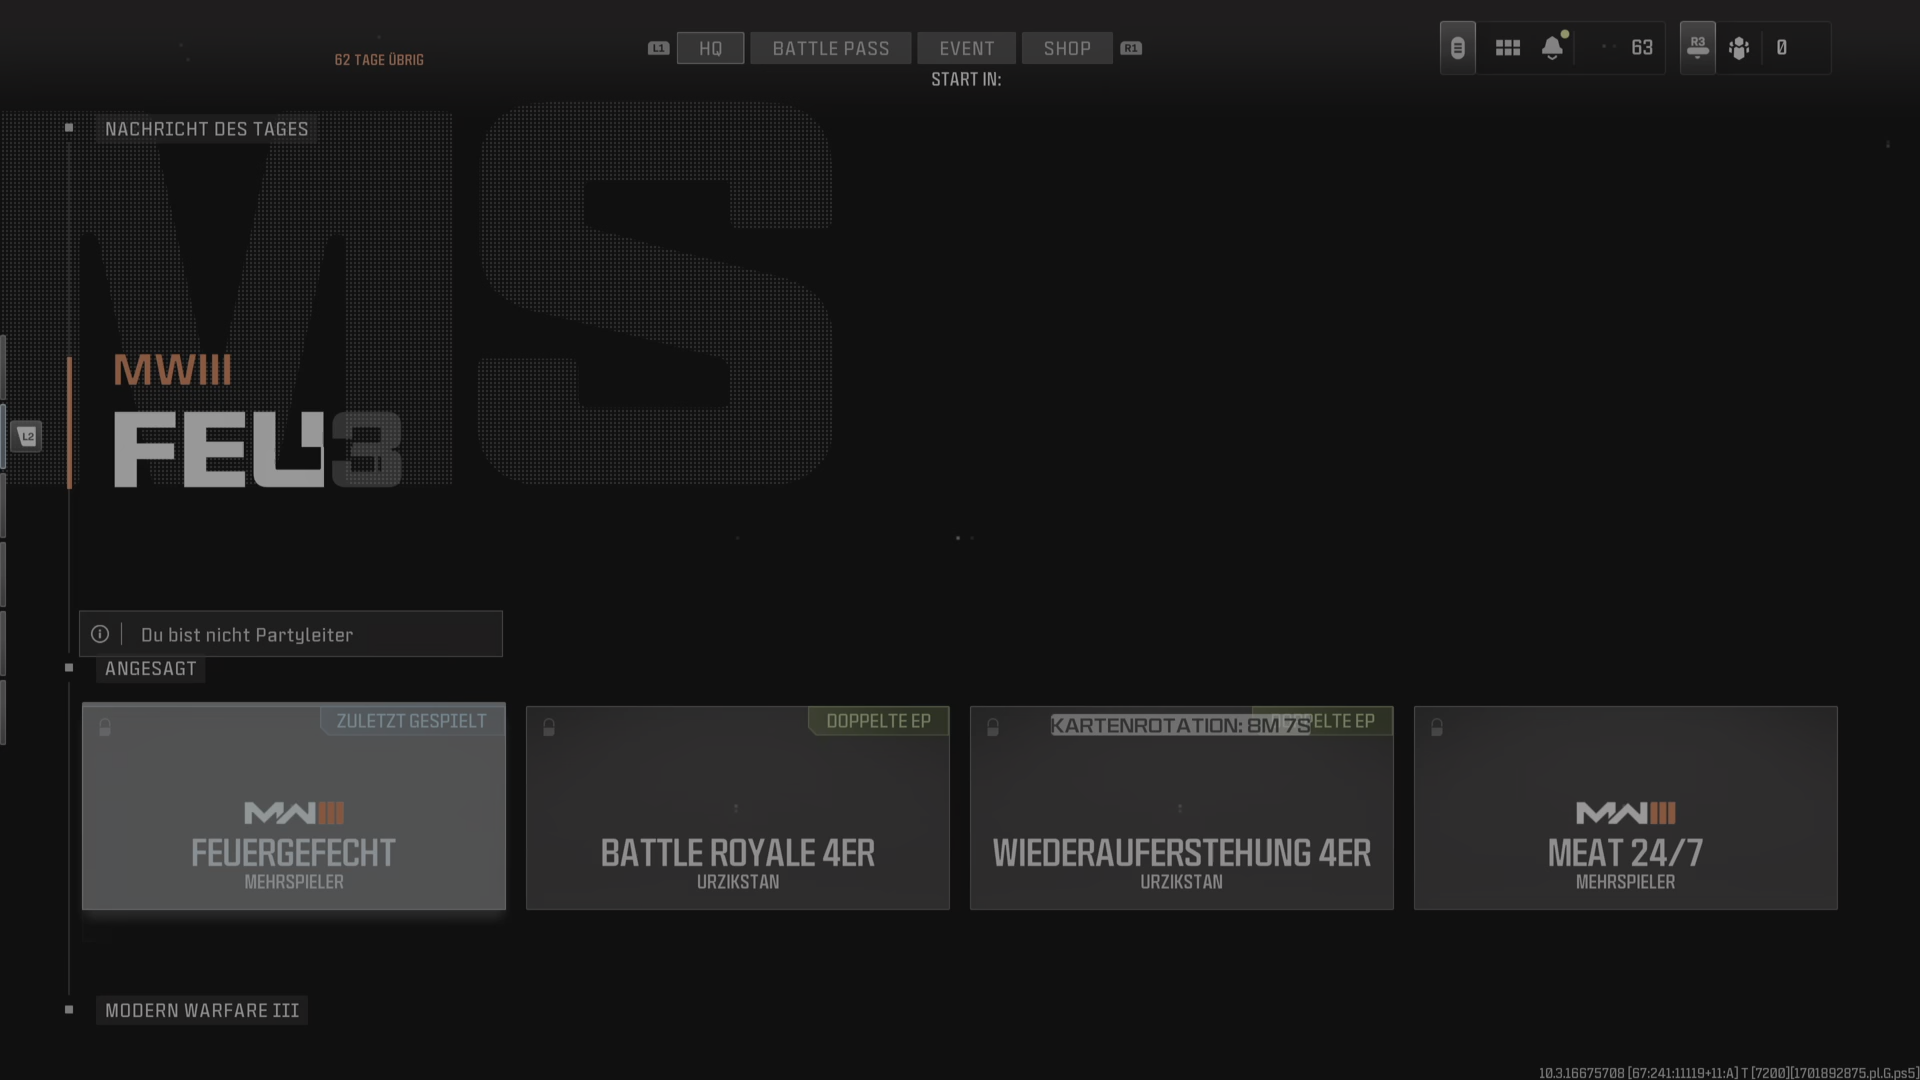 62 TAGE ÜBRIG
L1 HQ BATTLE PASS EVENT SHOP R1
START IN:
63
R3
0
NACHRICHT DES TAGES
MS
MWIII
L2
Du bist nicht Partyleiter
ANGESAGT
ZULETZT GESPIELT
MWIII
FEUERGEFECHT
MEHRSPIELER
DOPPELTE EP
BATTLE ROYALE 4ER
URZIKSTAN
KARTENROTATION: 8M 7S
WIEDERAUFERSTEHUNG 4ER
URZIKSTAN
MWIII
MEAT 24/7
MEHRSPIELER
MODERN WARFARE III
10.3.16675708 [67:241:11119+11:A] T [7200][1701892875.pl.G.ps5]